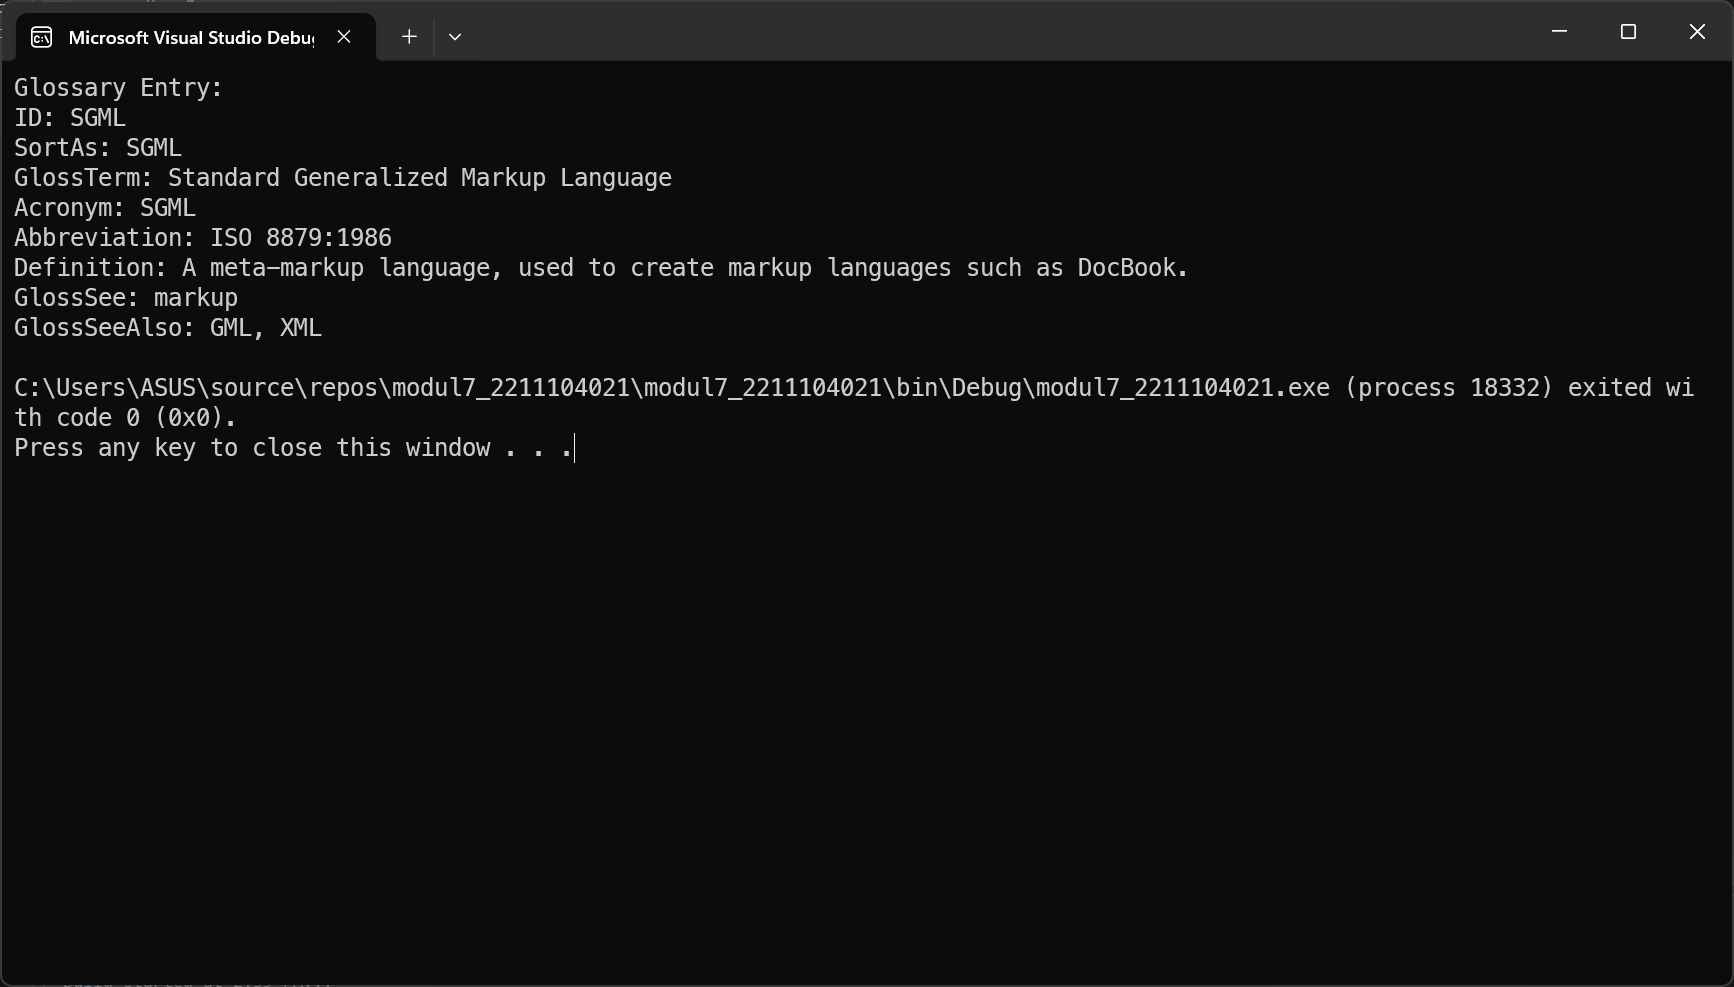 Microsoft Visual Studio Debu
Glossary Entry:
ID: SGML
SortAs: SGML
GlossTerm: Standard Generalized Markup Language
Acronym: SGML
Abbreviation: ISO 8879:1986
Definition: A meta-markup language, used to create markup languages such as DocBook.
GlossSee: markup
GlossSeeAlso: GML, XML
C:\Users\ASUS\source\repos\modul7_2211104021\modul7_2211104021\bin\Debug\modul7_2211104021.exe (process 18332) exited wi
th code 0 (0x0).
Press any key to close this window . . .